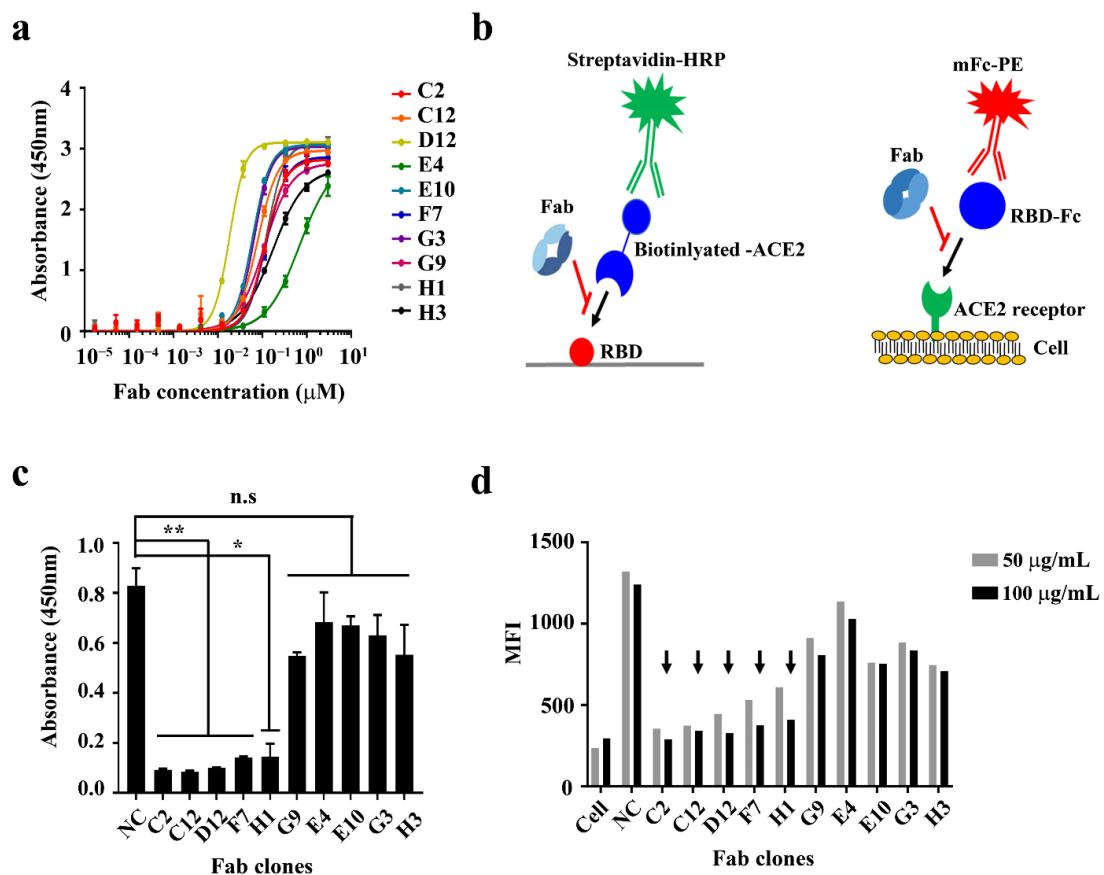 a
Absorbance (450nm)
4
3
2
1
0
10⁻⁵ 10⁻⁴ 10⁻³ 10⁻² 10⁻¹ 10⁰ 10¹
Fab concentration (μM)
C2
C12
D12
E4
E10
F7
G3
G9
H1
H3
b
Streptavidin-HRP
Fab
Biotinlyated -ACE2
RBD
mFc-PE
Fab
RBD-Fc
ACE2 receptor
Cell
c
n.s
**
*
Absorbance (450nm)
1.0
0.8
0.6
0.4
0.2
0.0
NC C2 C12 D12 F7 H1 G9 E4 E10 G3 H3
Fab clones
d
MFI
1500
1000
500
0
50 μg/mL
100 μg/mL
Cell NC C2 C12 D12 F7 H1 G9 E4 E10 G3 H3
Fab clones